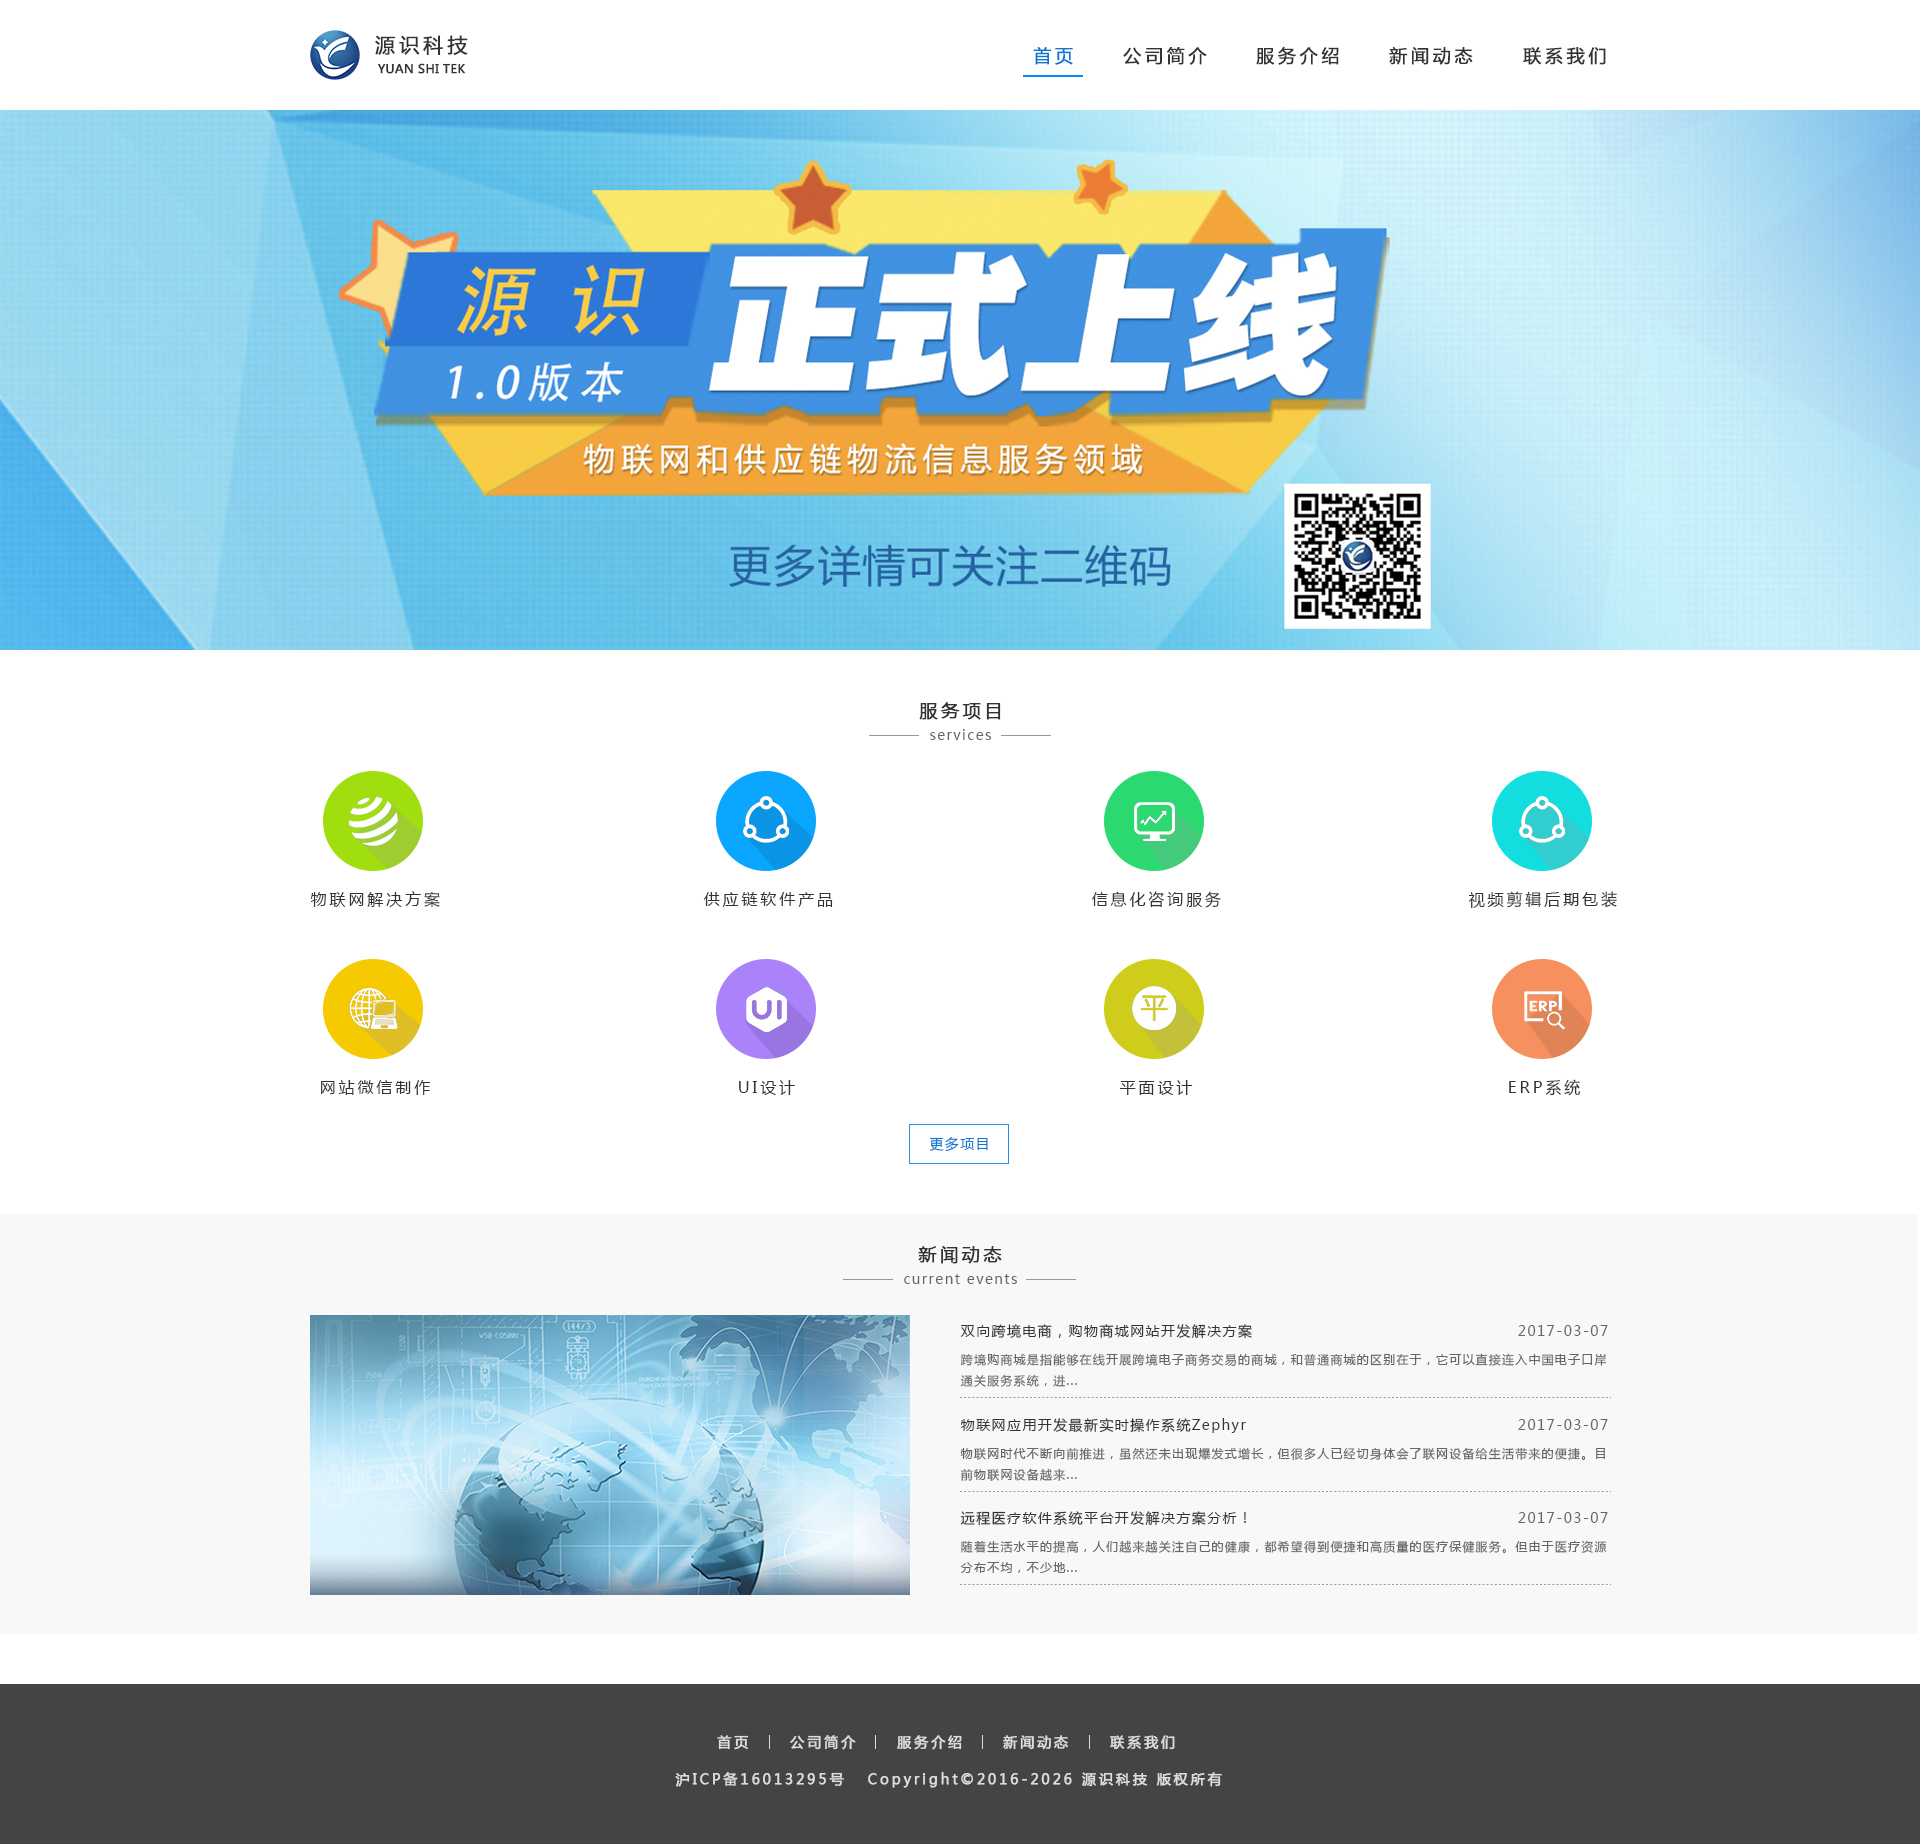 源识科技
YUAN SHI TEK
首页 公司简介 服务介绍 新闻动态 联系我们
源识
正式上线
1.0版本
物联网和供应链物流信息服务领域
更多详情可关注二维码
服务项目
services
物联网解决方案 供应链软件产品 信息化咨询服务 视频剪辑后期包装
UI 平 ERP
网站微信制作 UI设计 平面设计 ERP系统
更多项目
新闻动态
current events
双向跨境电商，购物商城网站开发解决方案 2017-03-07
跨境购商城是指能够在线开展跨境电子商务交易的商城，和普通商城的区别在于，它可以直接连入中国电子口岸
通关服务系统，进...
物联网应用开发最新实时操作系统Zephyr 2017-03-07
物联网时代不断向前推进，虽然还未出现爆发式增长，但很多人已经切身体会了联网设备给生活带来的便捷。目
前物联网设备越来...
远程医疗软件系统平台开发解决方案分析！ 2017-03-07
随着生活水平的提高，人们越来越关注自己的健康，都希望得到便捷和高质量的医疗保健服务。但由于医疗资源
分布不均，不少地...
首页 | 公司简介 | 服务介绍 | 新闻动态 | 联系我们
沪ICP备16013295号 Copyright©2016-2026 源识科技 版权所有